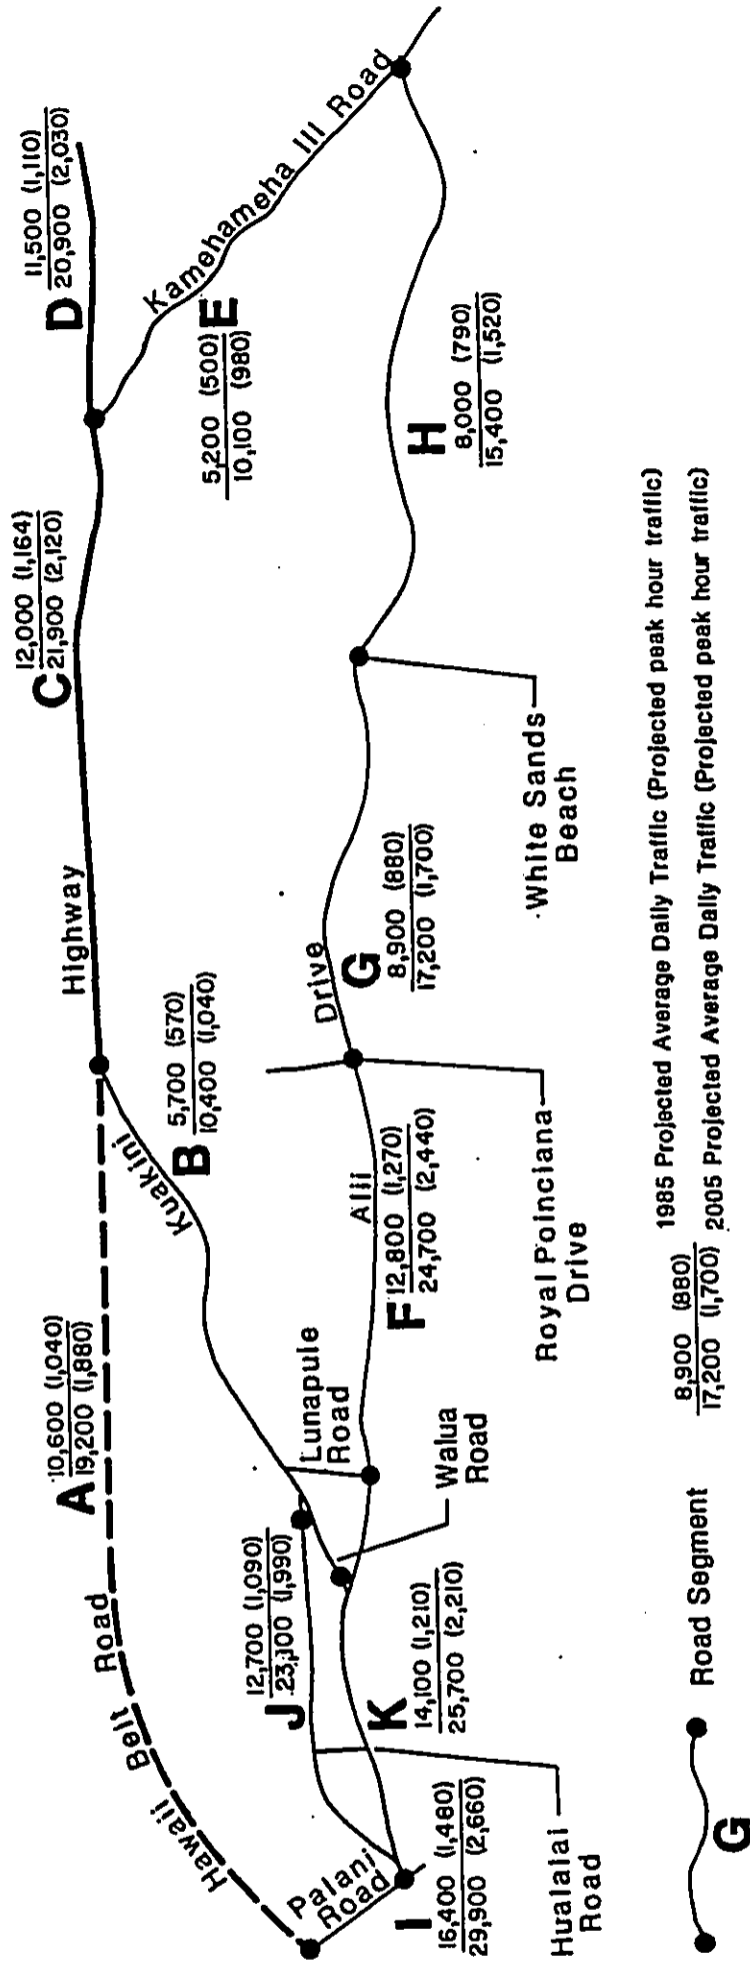 D
11,500 (1,110)
20,900 (2,030)
C
12,000 (1,164)
21,900 (2,120)
Kamehameha III Road
E
5,200 (500)
10,100 (980)
H
8,000 (790)
15,400 (1,520)
Highway
Kuakini
B
5,700 (570)
10,400 (1,040)
A
10,600 (1,040)
19,200 (1,880)
Hawaii Belt Road
Alii
Drive
G
8,900 (880)
17,200 (1,700)
White Sands
Beach
F
12,800 (1,270)
24,700 (2,440)
Royal Poinciana
Drive
Lunapule
Road
Walua
Road
J
12,700 (1,090)
23,100 (1,990)
K
14,100 (1,210)
25,700 (2,210)
Palani
Road
I
16,400 (1,480)
29,900 (2,660)
Hualalai
Road
G
Road Segment
8,900 (880)
17,200 (1,700)
1985 Projected Average Daily Traffic (Projected peak hour traffic)
2005 Projected Average Daily Traffic (Projected peak hour traffic)